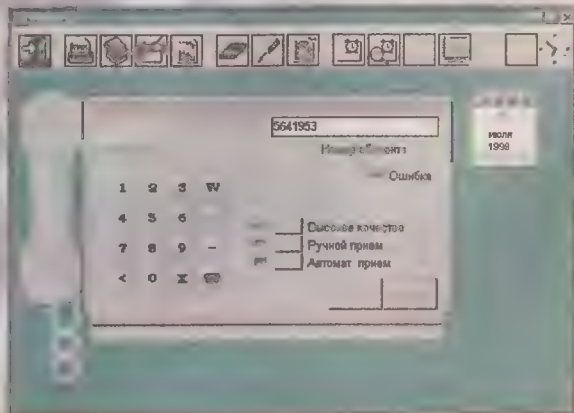 5641953
Номер абонента
Ошибка
июля
1998
1 2 3 W
4 5 6
7 8 9 -
< 0 X
Высокое качество
Ручной прием
Автомат прием